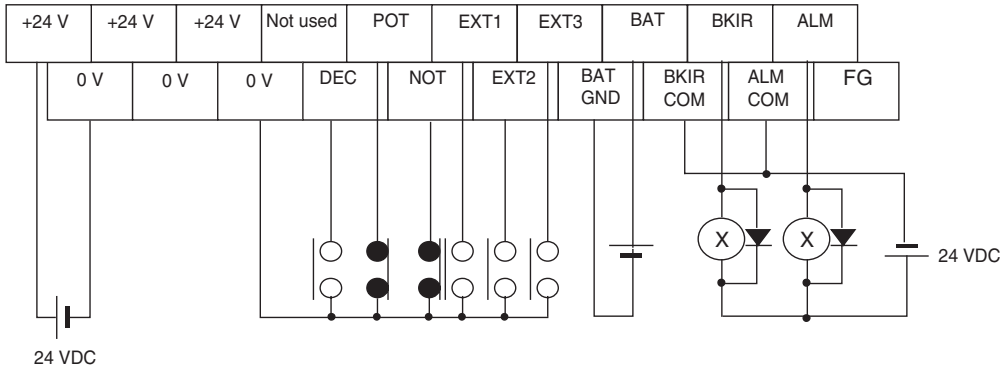 +24 V +24 V +24 V Not used POT EXT1 EXT3 BAT BKIR ALM
0 V 0 V 0 V DEC NOT EXT2 BAT GND BKIR COM ALM COM FG
X X
24 VDC
24 VDC